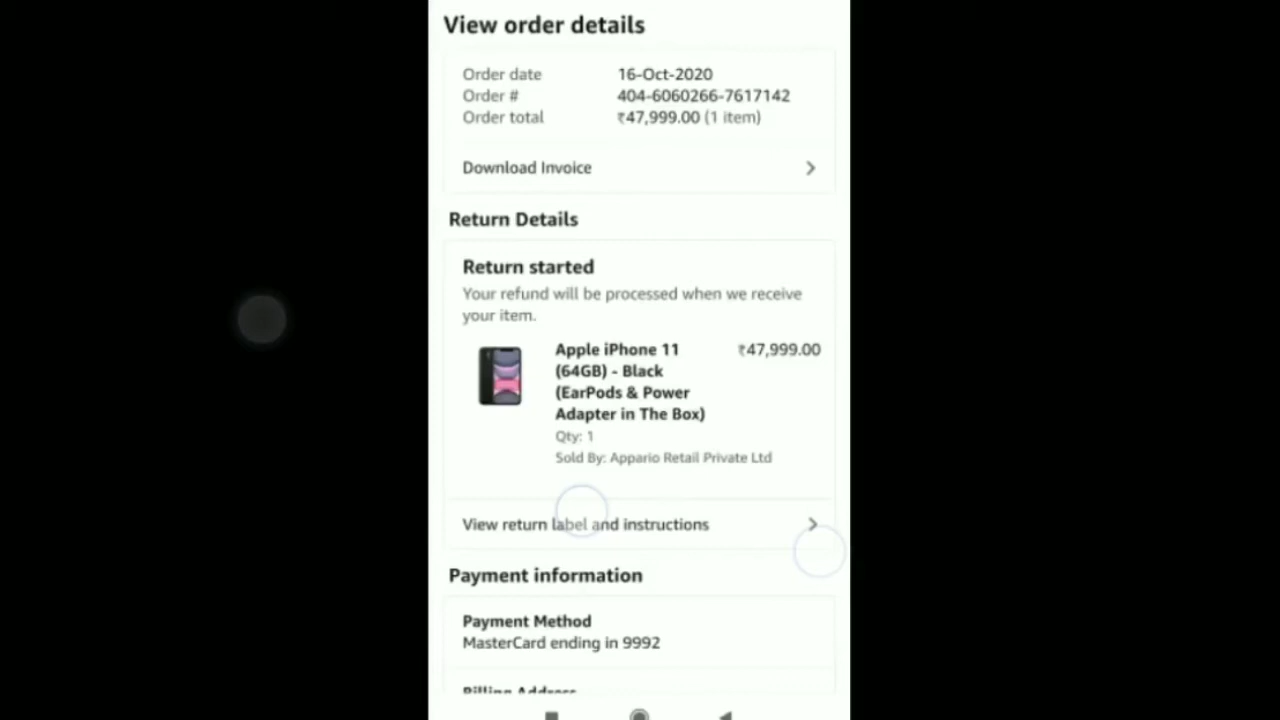 View order details
Order date 16-Oct-2020
Order # 404-6060266-7617142
Order total ₹47,999.00 (1 item)
Download Invoice
Return Details
Return started
Your refund will be processed when we receive
your item.
Apple iPhone 11 ₹47,999.00
(64GB) - Black
(EarPods & Power
Adapter in The Box)
Qty: 1
Sold By: Appario Retail Private Ltd
View return label and instructions
Payment information
Payment Method
MasterCard ending in 9992
Billing Address